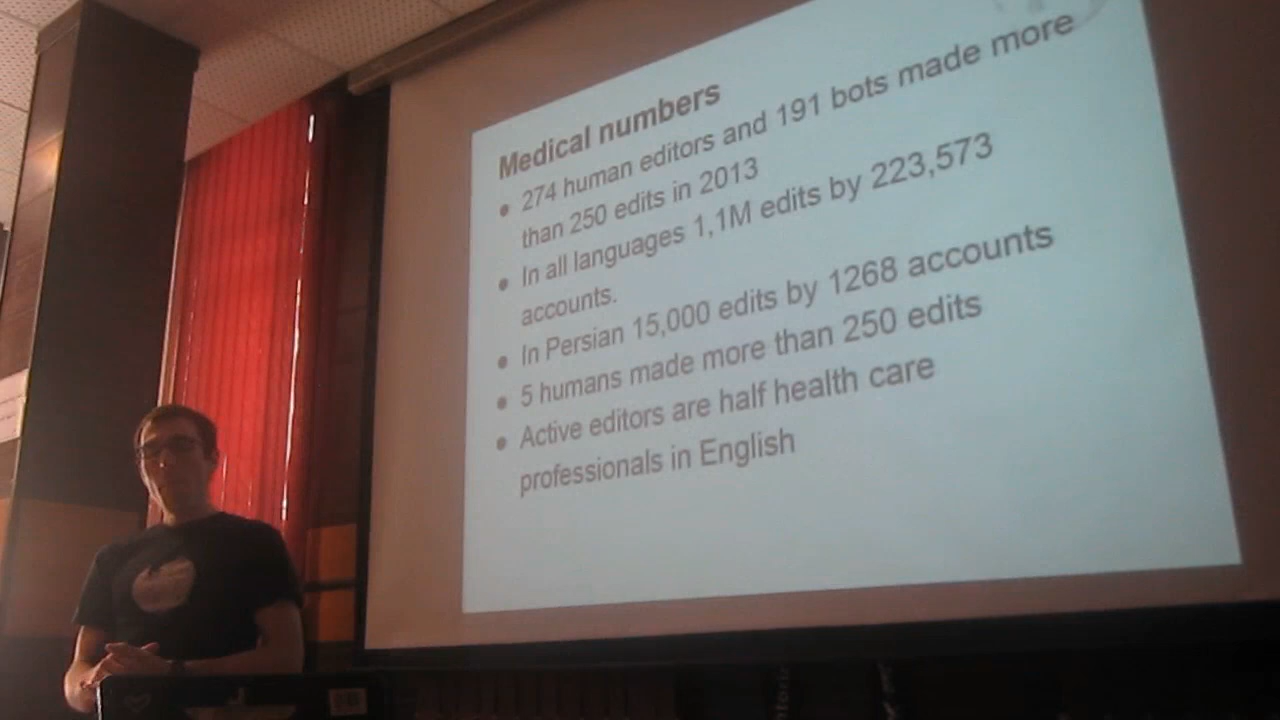 Medical numbers
• 274 human editors and 191 bots made more
than 250 edits in 2013
• In all languages 1,1M edits by 223,573
accounts.
• In Persian 15,000 edits by 1268 accounts
• 5 humans made more than 250 edits
• Active editors are half health care
professionals in English